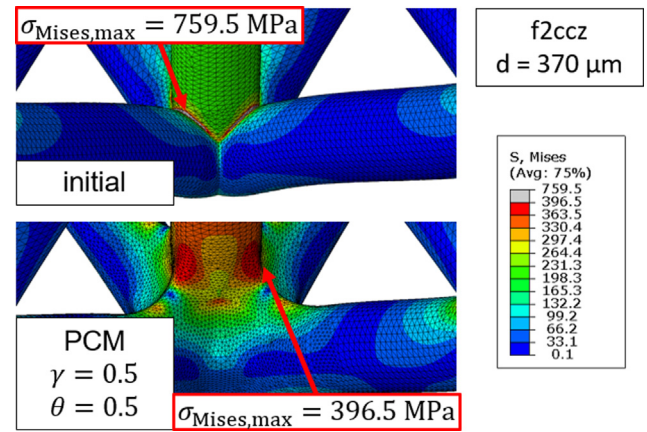 σMises,max = 759.5 MPa
initial
PCM
γ = 0.5
θ = 0.5
σMises,max = 396.5 MPa
f2ccz
d = 370 μm
S, Mises
(Avg: 75%)
759.5
396.5
363.5
330.4
297.4
264.4
231.3
198.3
165.3
132.2
99.2
66.2
33.1
0.1